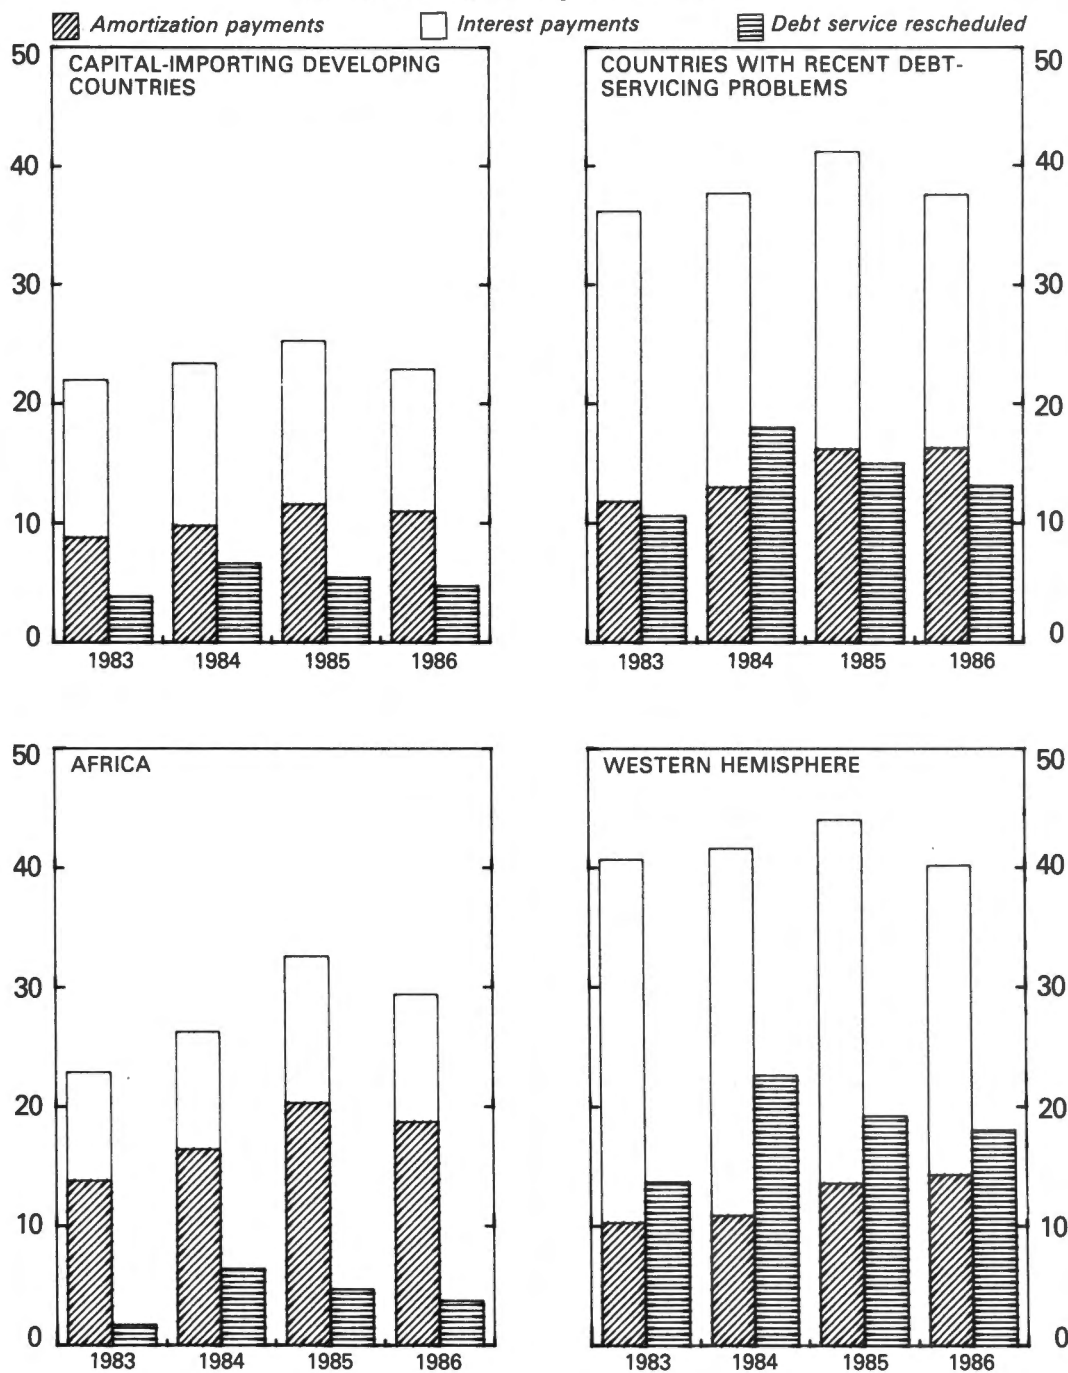 Amortization payments Interest payments Debt service rescheduled
CAPITAL-IMPORTING DEVELOPING
COUNTRIES
50
40
30
20
10
0
1983 1984 1985 1986
COUNTRIES WITH RECENT DEBT-
SERVICING PROBLEMS
50
40
30
20
10
0
1983 1984 1985 1986
AFRICA
50
40
30
20
10
0
1983 1984 1985 1986
WESTERN HEMISPHERE
50
40
30
20
10
0
1983 1984 1985 1986